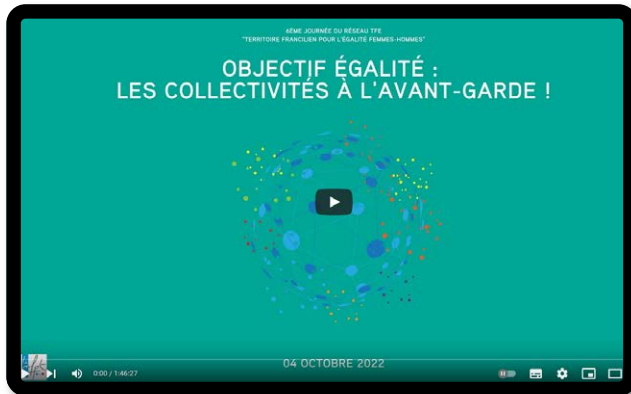 6ÈME JOURNÉE DU RÉSEAU TFE
"TERRITOIRE FRANCILIEN POUR L'ÉGALITÉ FEMMES-HOMMES"
OBJECTIF ÉGALITÉ :
LES COLLECTIVITÉS À L'AVANT-GARDE !
04 OCTOBRE 2022
0:00 / 1:46:27